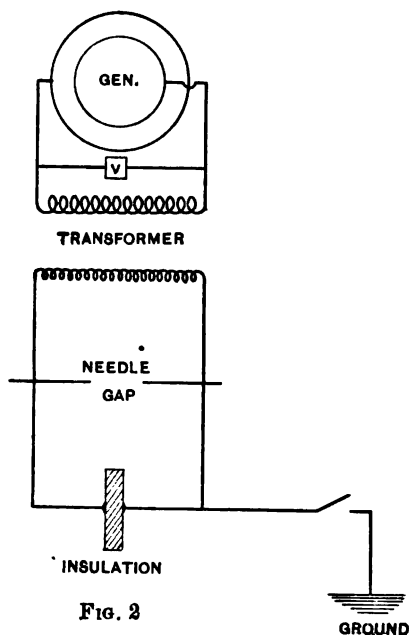 GEN.
V
TRANSFORMER
NEEDLE
GAP
INSULATION
FIG. 2
GROUND